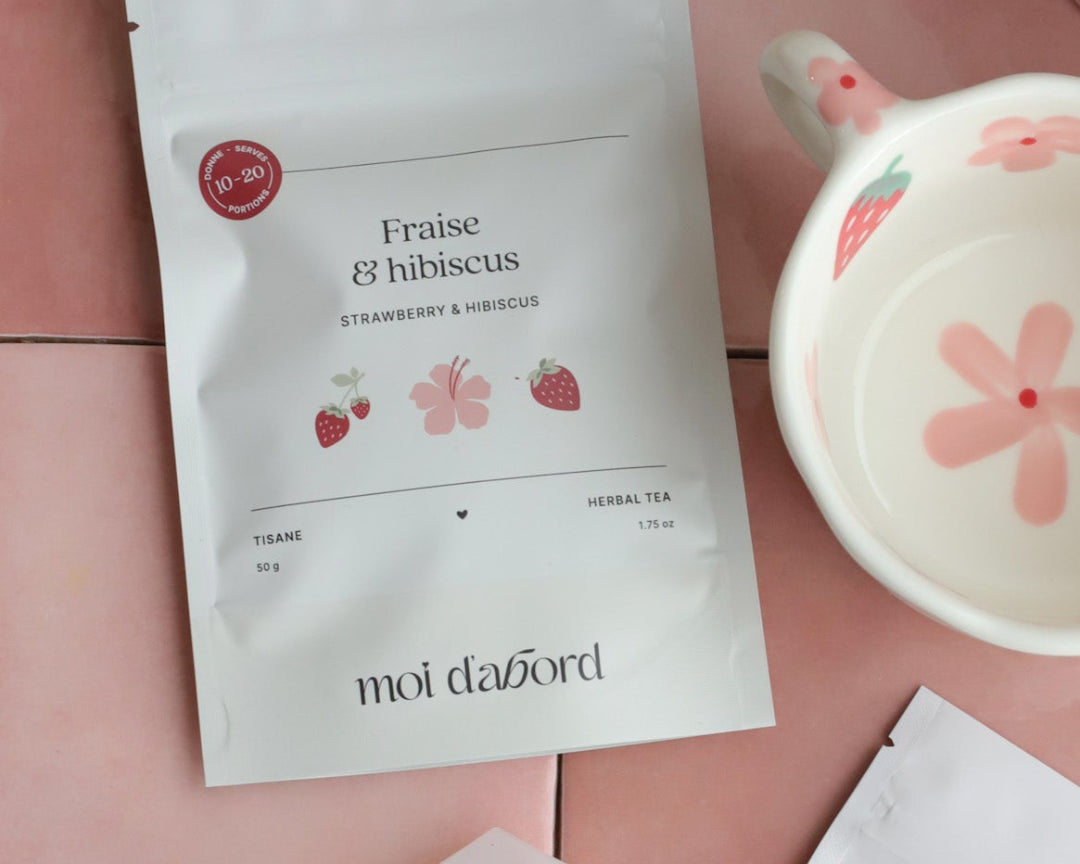 DONNE - SERVES
10-20
PORTIONS
Fraise
& hibiscus
STRAWBERRY & HIBISCUS
TISANE
50 g
HERBAL TEA
1.75 oz
moi d'abord